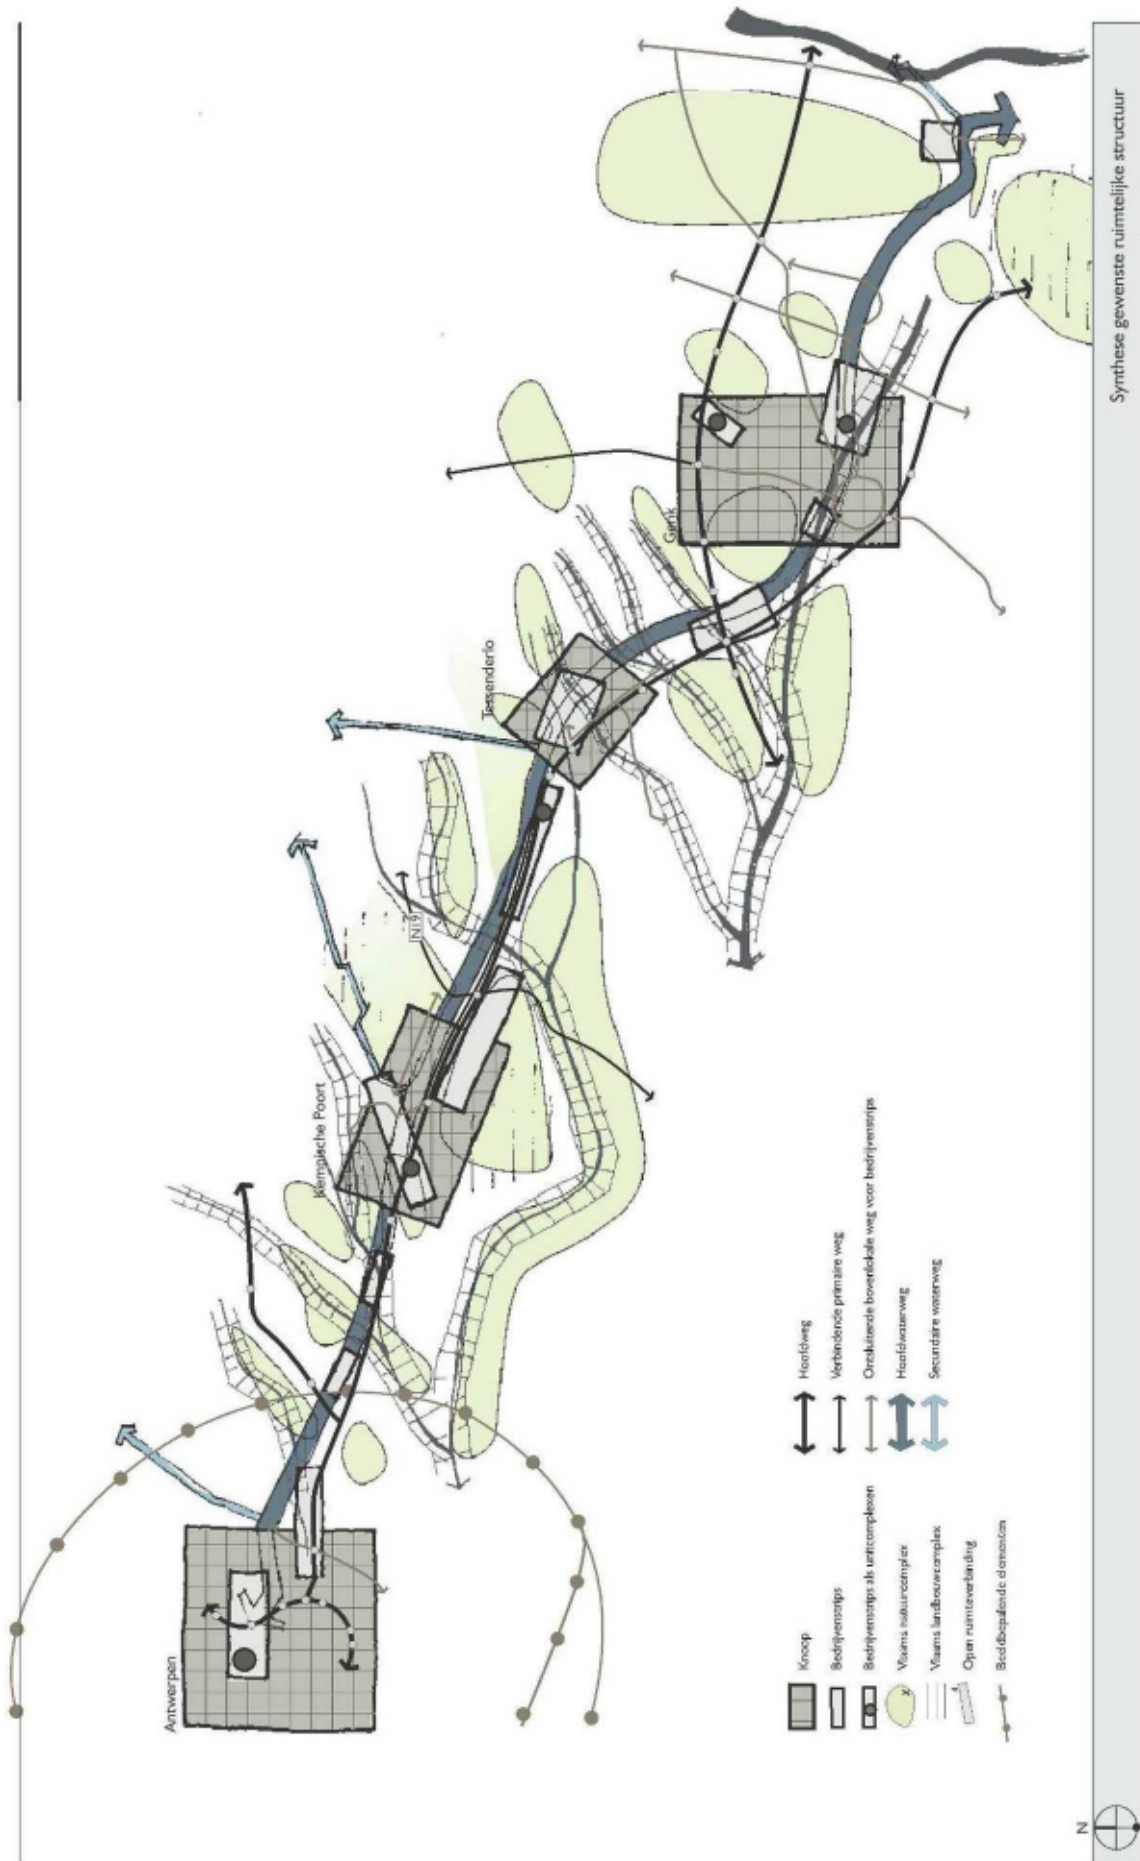 Antwerpen
Kempische Poort
N19
Tessenderlo
Genk
Knoop
Bedrijvenstrips
Bedrijvenstrips als unitcomplexen
Vlaams natuurcomplex
Vlaams landbouwcomplex
Open ruimteverbinding
Beeldbepalende elementen
Hoofdweg
Verbindende primaire weg
Ontsluitende bovenlokale weg voor bedrijvenstrips
Hoofdwaterweg
Secundaire waterweg
N
Synthese gewenste ruimtelijke structuur